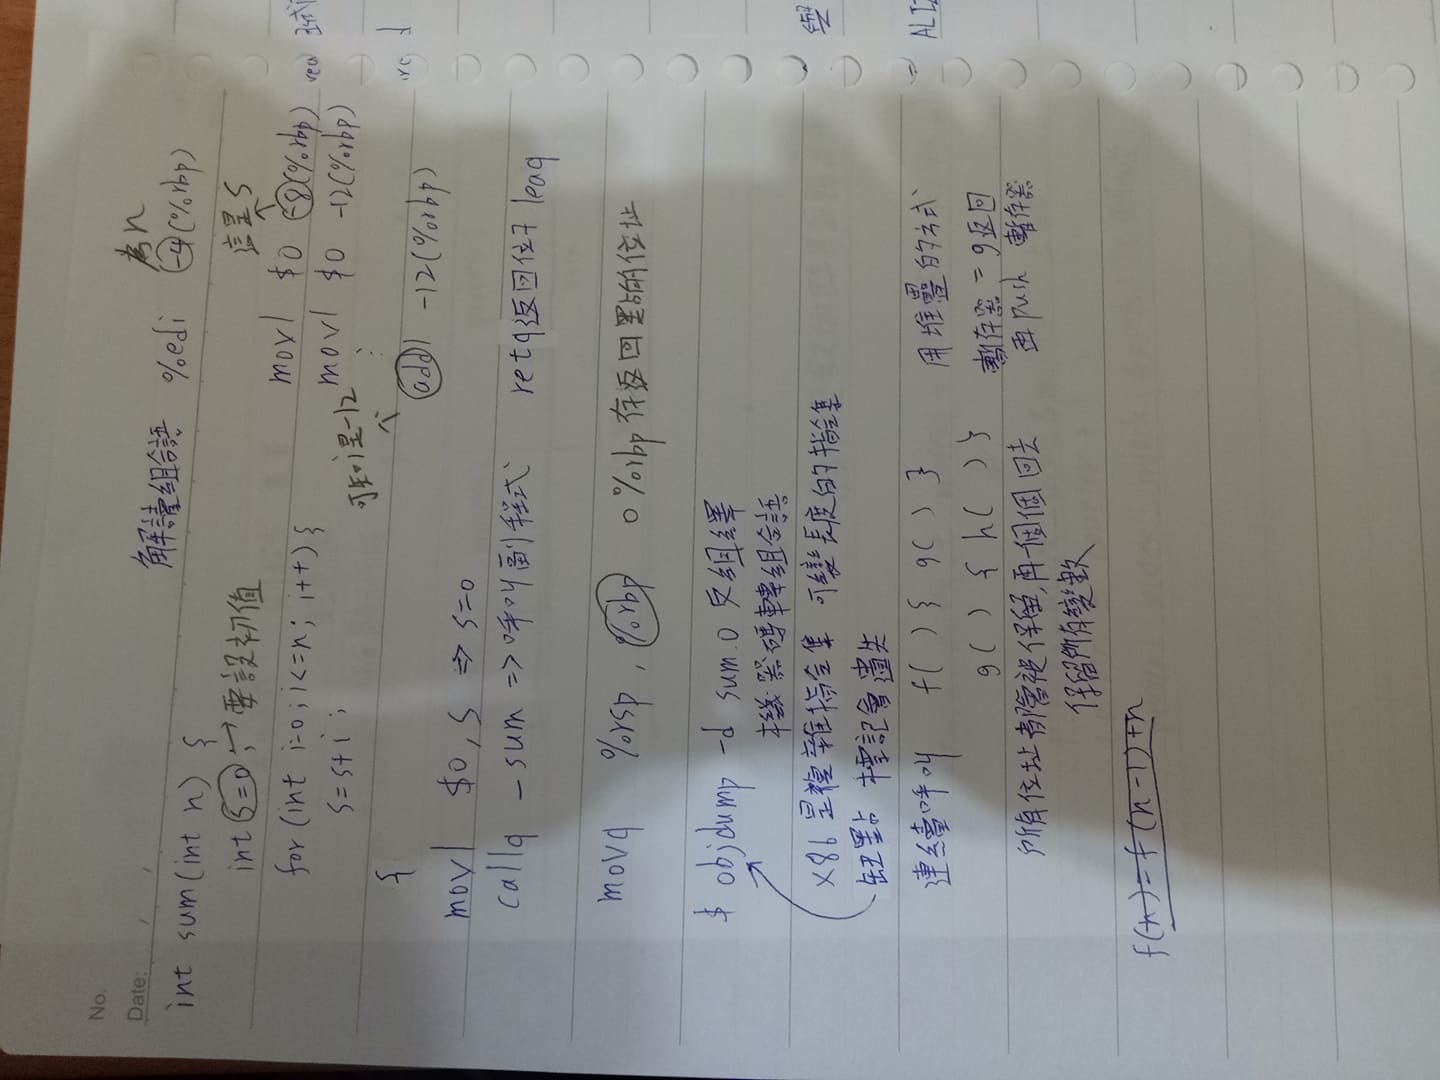 No.
Date: / /
解讀組合語 %edi -4(%rbp)
為n
int sum(int n) {
int s=0; → 要設初值
這是s
for (int i=0; i<=n; i++) {
movl $0 -8(%rbp)
s=s+i;
movl $0 -12(%rbp)
可知i是-12
⋮
{
addl -12(%rbp)
movl $0, s ⇒ s=0
callq _sum => 呼叫副程式 retq返回位于 leaq
movq %rsp, %rbp 0%rbp 存返回點的位址
$ objdump -d sum.o 反組繹
機器碼轉組合語
x86是複雜指令集 可變長度的指令集
缺點 標記會遺失
連續呼叫 f( ) { g( ) } 用堆疊的方式
g( ) { h( ) } 暫存器 = g返回
再push 暫存器
所有位址都會被保留,再一個個回去
保留所有變數
f(n)=f(n-1)+n